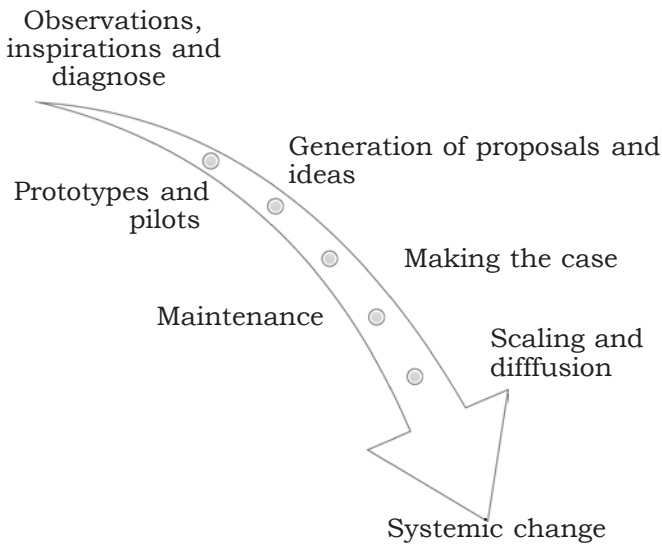 Observations,
inspirations and
diagnose
Generation of proposals and
ideas
Prototypes and
pilots
Making the case
Maintenance
Scaling and
difffusion
Systemic change